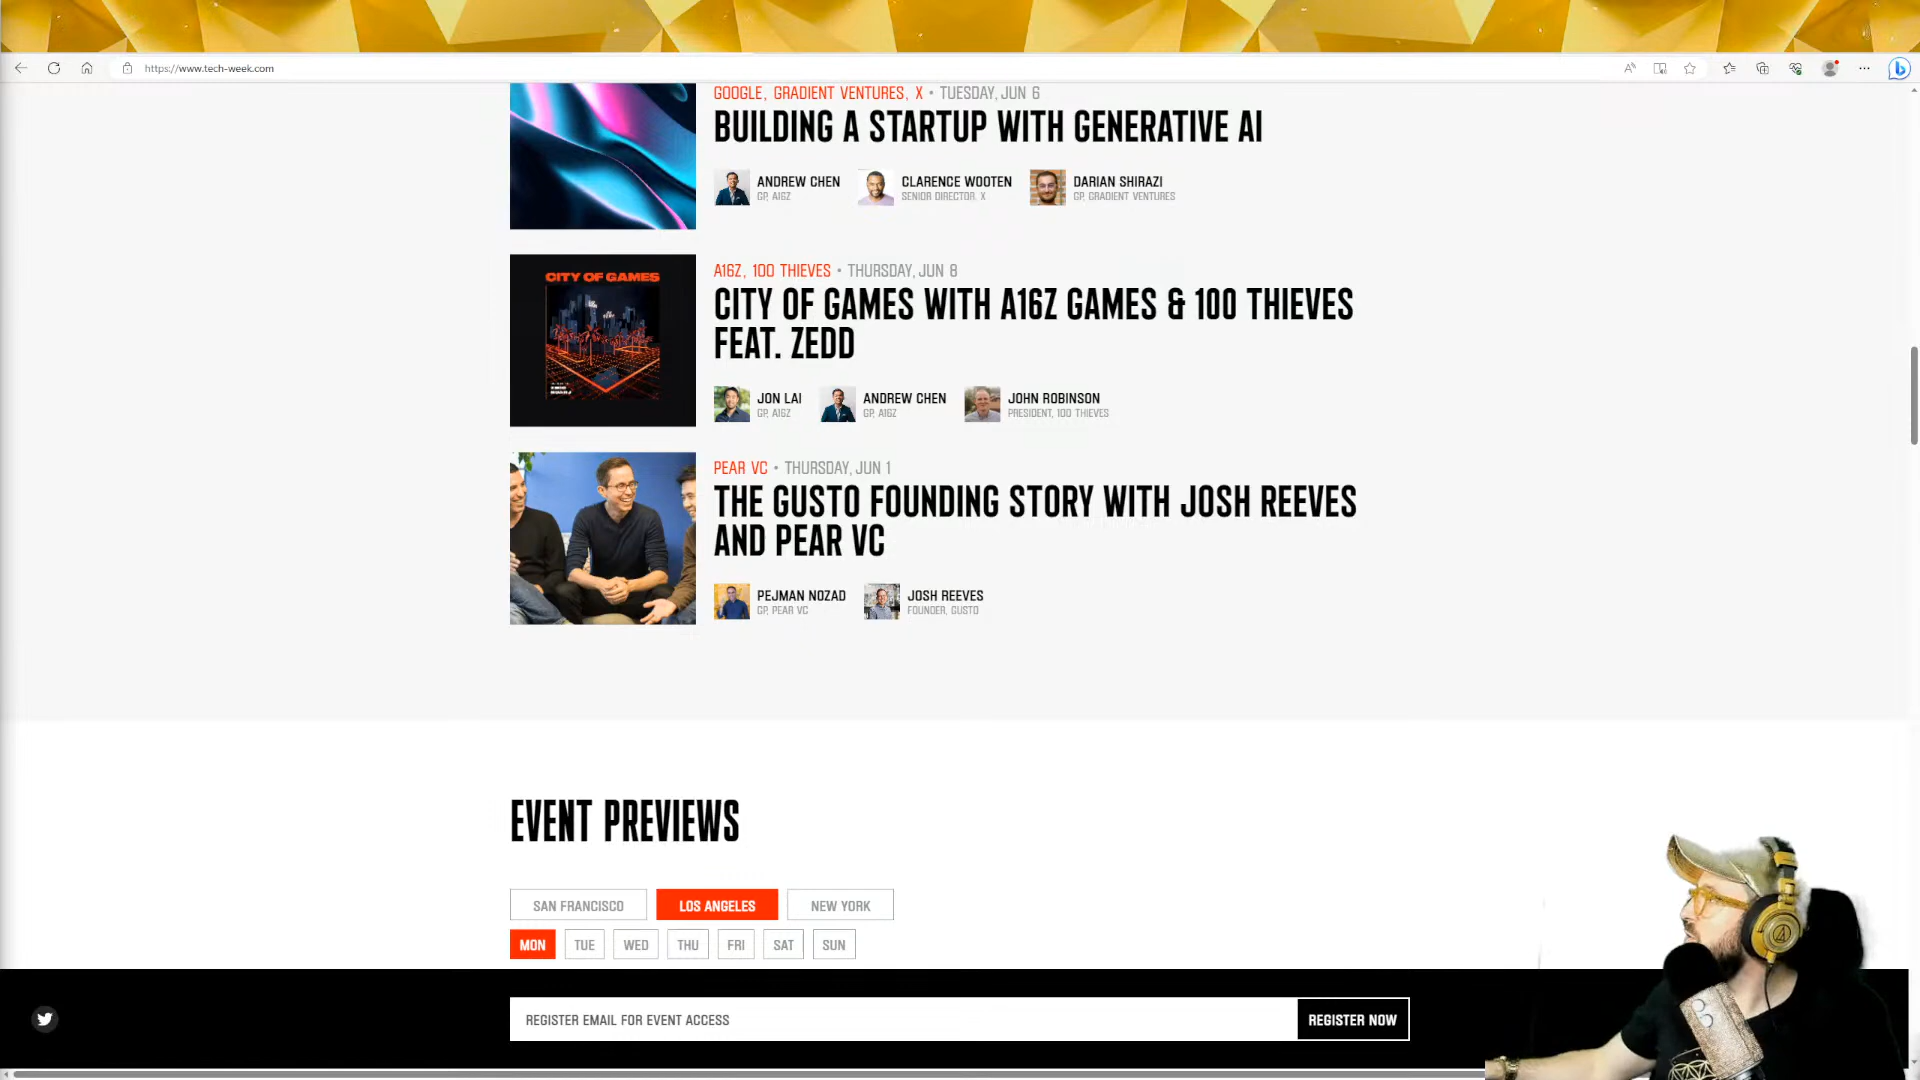 https://www.tech-week.com
GOOGLE, GRADIENT VENTURES, X • TUESDAY, JUN 6
BUILDING A STARTUP WITH GENERATIVE AI
ANDREW CHEN
GP, A16Z
CLARENCE WOOTEN
SENIOR DIRECTOR, X
DARIAN SHIRAZI
GP, GRADIENT VENTURES
CITY OF GAMES
A16Z, 100 THIEVES • THURSDAY, JUN 8
CITY OF GAMES WITH A16Z GAMES & 100 THIEVES
FEAT. ZEDD
JON LAI
GP, A16Z
ANDREW CHEN
GP, A16Z
JOHN ROBINSON
PRESIDENT, 100 THIEVES
PEAR VC • THURSDAY, JUN 1
THE GUSTO FOUNDING STORY WITH JOSH REEVES
AND PEAR VC
PEJMAN NOZAD
GP, PEAR VC
JOSH REEVES
FOUNDER, GUSTO
EVENT PREVIEWS
SAN FRANCISCO LOS ANGELES NEW YORK
MON TUE WED THU FRI SAT SUN
REGISTER EMAIL FOR EVENT ACCESS
REGISTER NOW